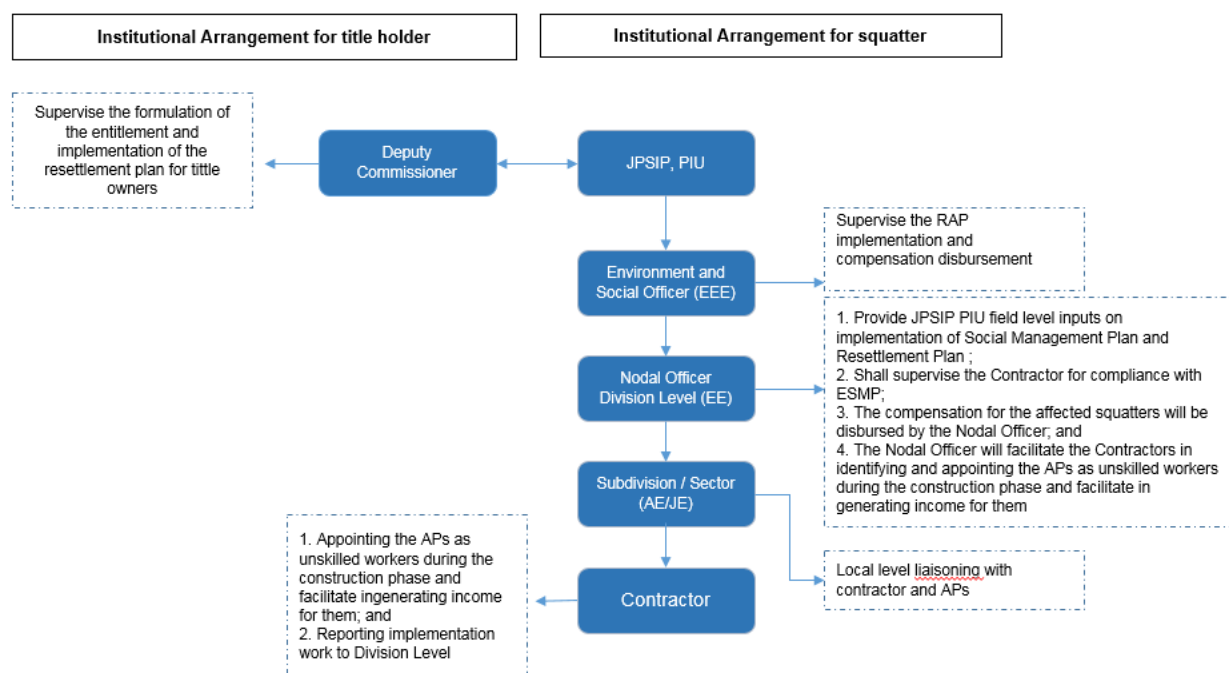 Institutional Arrangement for title holder
Institutional Arrangement for squatter
Supervise the formulation of
the entitlement and
implementation of the
resettlement plan for tittle
owners
Deputy
Commissioner
JPSIP, PIU
Supervise the RAP
implementation and
compensation disbursement
Environment and
Social Officer (EEE)
1. Provide JPSIP PIU field level inputs on
implementation of Social Management Plan and
Resettlement Plan ;
2. Shall supervise the Contractor for compliance with
ESMP;
3. The compensation for the affected squatters will be
disbursed by the Nodal Officer; and
4. The Nodal Officer will facilitate the Contractors in
identifying and appointing the APs as unskilled workers
during the construction phase and facilitate in
generating income for them
Nodal Officer
Division Level (EE)
Subdivision / Sector
(AE/JE)
1. Appointing the APs as
unskilled workers during the
construction phase and
facilitate ingenerating income
for them; and
2. Reporting implementation
work to Division Level
Local level liaisoning with
contractor and APs
Contractor